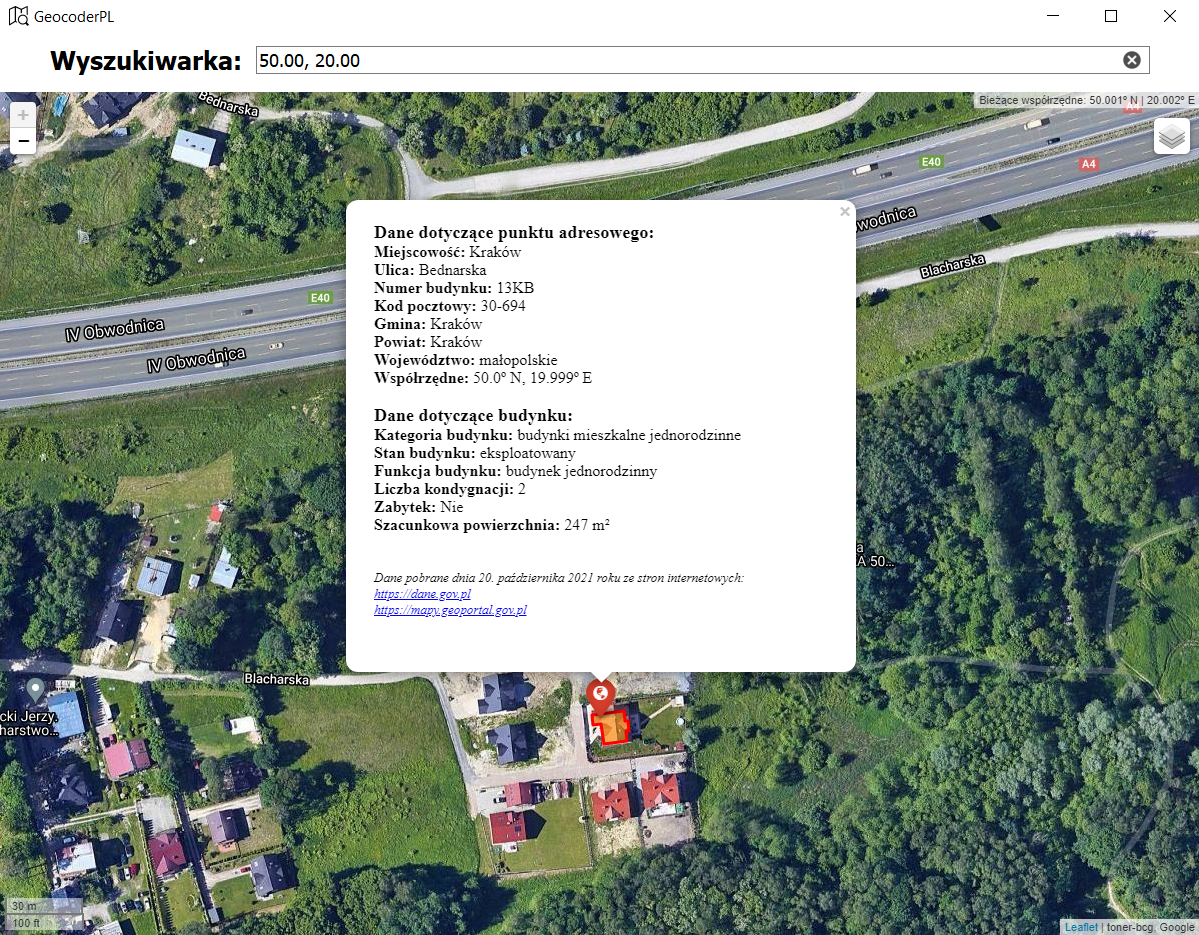 GeocoderPL
Wyszukiwarka: 50.00, 20.00
Bednarska
Bieżące współrzędne: 50.001° N | 20.002° E
+
−
E40
A4
wodnica
Blacharska
E40
IV Obwodnica
IV Obwodnica
Dane dotyczące punktu adresowego:
Miejscowość: Kraków
Ulica: Bednarska
Numer budynku: 13KB
Kod pocztowy: 30-694
Gmina: Kraków
Powiat: Kraków
Województwo: małopolskie
Współrzędne: 50.0° N, 19.999° E
Dane dotyczące budynku:
Kategoria budynku: budynki mieszkalne jednorodzinne
Stan budynku: eksploatowany
Funkcja budynku: budynek jednorodzinny
Liczba kondygnacji: 2
Zabytek: Nie
Szacunkowa powierzchnia: 247 m²
Dane pobrane dnia 20. października 2021 roku ze stron internetowych:
https://dane.gov.pl
https://mapy.geoportal.gov.pl
a
A 50...
Blacharska
cki Jerzy.
harstwo...
30 m
100 ft
Leaflet | toner-bcg, Google